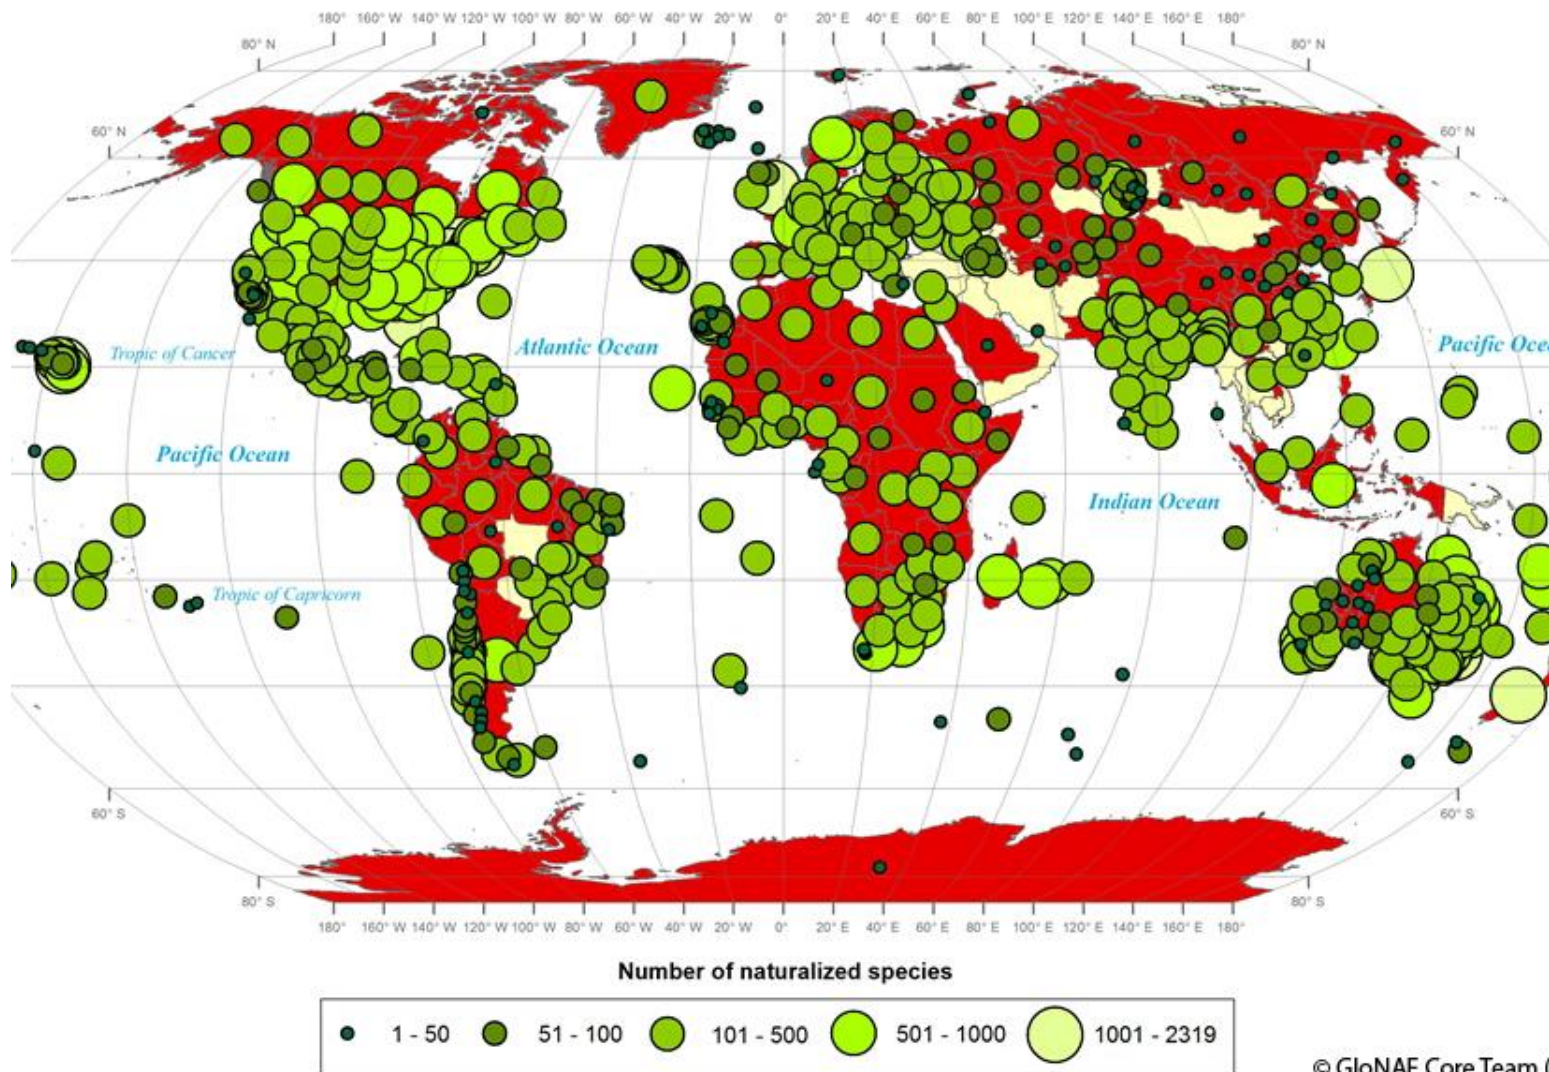 180° 160° W 140° W 120° W 100° W 80° W 60° W 40° W 20° W 0° 20° E 40° E 60° E 80° E 100° E 120° E 140° E 160° E 180°
80° N 80° N
60° N 60° N
Atlantic Ocean
Tropic of Cancer
Pacific Ocean
Pacific Ocean
Indian Ocean
Tropic of Capricorn
60° S 60° S
80° S 80° S
180° 160° W 140° W 120° W 100° W 80° W 60° W 40° W 20° W 0° 20° E 40° E 60° E 80° E 100° E 120° E 140° E 160° E 180°
Number of naturalized species
1 - 50 51 - 100 101 - 500 501 - 1000 1001 - 2319
© GloNAF Core Team (